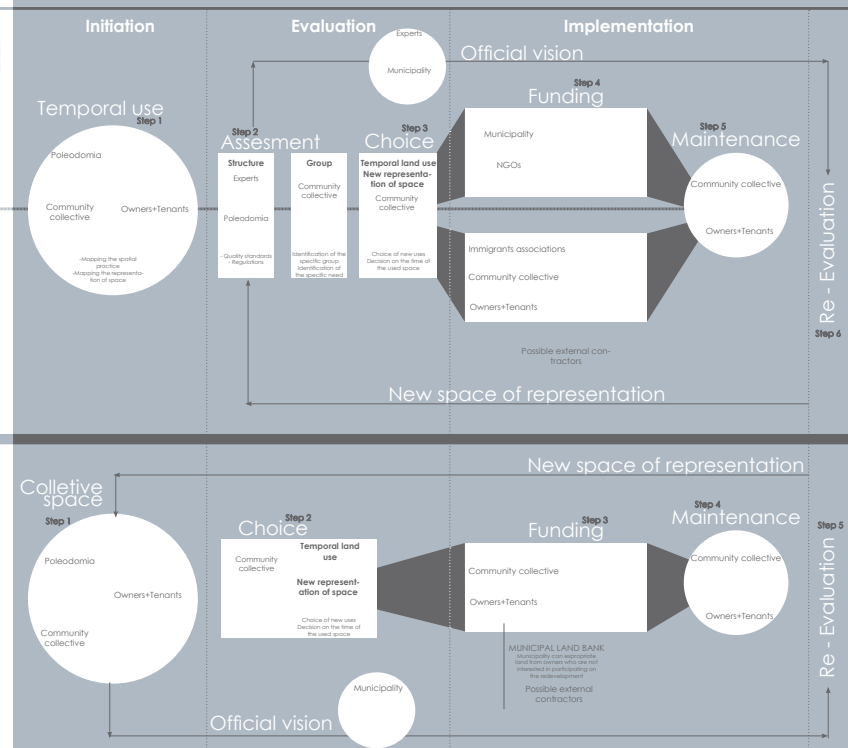 Initiation
Evaluation
Implementation
Experts
Municipality
Official vision
Temporal use
Step 1
Poleodomia
Community
collective
Owners+Tenants
-Mapping the spatial
practice
-Mapping the representa-
tion of space
Step 2
Assesment
Structure
Experts
Poleodomia
- Quality standards
- Regulations
Group
Community
collective
Identification of the
specific group
Identification of
the specific need
Step 3
Choice
Temporal land use
New representa-
tion of space
Community
collective
Choice of new uses
Decision on the time of
the used space
Step 4
Funding
Municipality
NGOs
Immigrants associations
Community collective
Owners+Tenants
Possible external con-
tractors
Step 5
Maintenance
Community collective
Owners+Tenants
Re - Evaluation
Step 6
New space of representation
New space of representation
Colletive
space
Step 1
Poleodomia
Owners+Tenants
Community
collective
Step 2
Choice
Community
collective
Temporal land
use
New represent-
ation of space
Choice of new uses
Decision on the time of
the used space
Step 3
Funding
Community collective
Owners+Tenants
MUNICIPAL LAND BANK
Municipality can expropriate
land from owners who are not
interested in participating on
the redevelopment
Possible external
contractors
Step 4
Maintenance
Community collective
Owners+Tenants
Step 5
Re - Evaluation
Municipality
Official vision